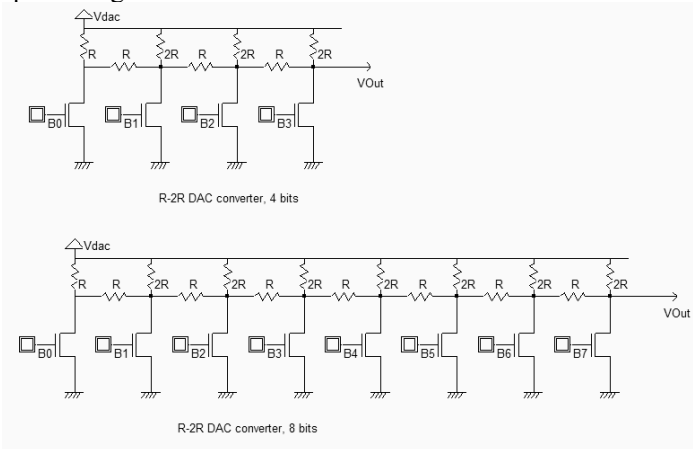 Vdac
R R 2R R 2R R 2R
VOut
B0 B1 B2 B3
R-2R DAC converter, 4 bits
Vdac
R R 2R R 2R R 2R R 2R R 2R R 2R R 2R
VOut
B0 B1 B2 B3 B4 B5 B6 B7
R-2R DAC converter, 8 bits